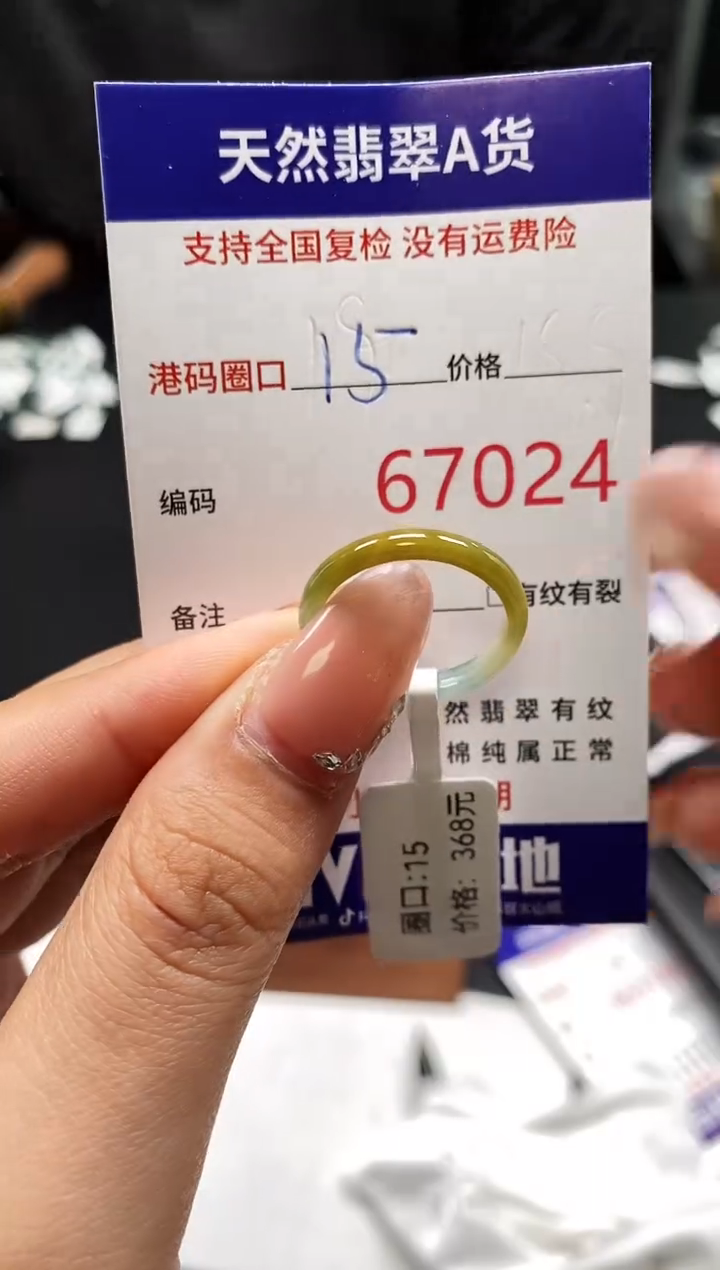 天然翡翠A货
支持全国复检 没有运费险
港码圈口 15 价格
编码 67024
备注 有纹有裂
然翡翠有纹
棉纯属正常
地
圈口:15
价格: 368元